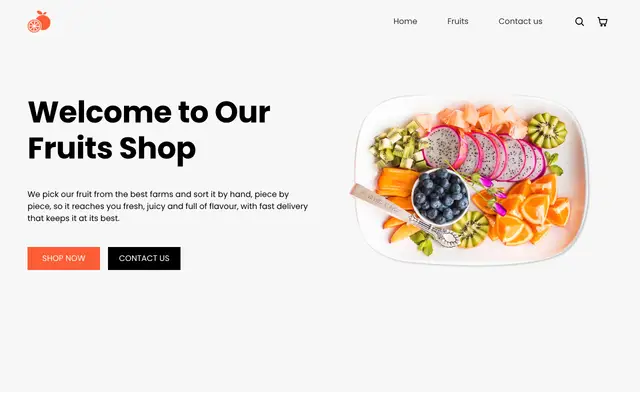 Home
Fruits
Contact us
Welcome to Our
Fruits Shop
We pick our fruit from the best farms and sort it by hand, piece by
piece, so it reaches you fresh, juicy and full of flavour, with fast delivery
that keeps it at its best.
SHOP NOW
CONTACT US